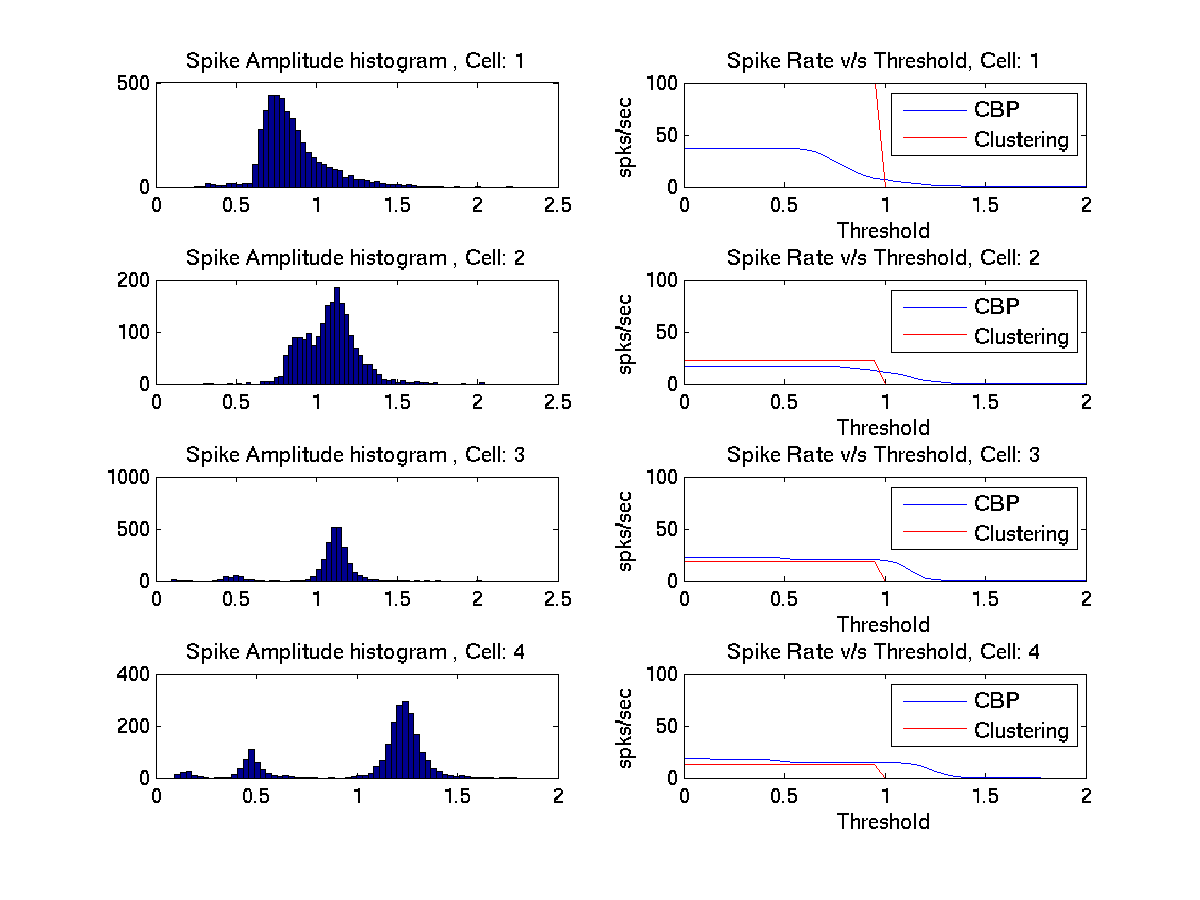 Spike Amplitude histogram , Cell: 1
500
0
0 0.5 1 1.5 2 2.5
Spike Rate v/s Threshold, Cell: 1
100
50
0
spks/sec
CBP
Clustering
0 0.5 1 1.5 2
Threshold
Spike Amplitude histogram , Cell: 2
200
100
0
0 0.5 1 1.5 2 2.5
Spike Rate v/s Threshold, Cell: 2
100
50
0
spks/sec
CBP
Clustering
0 0.5 1 1.5 2
Threshold
Spike Amplitude histogram , Cell: 3
1000
500
0
0 0.5 1 1.5 2 2.5
Spike Rate v/s Threshold, Cell: 3
100
50
0
spks/sec
CBP
Clustering
0 0.5 1 1.5 2
Threshold
Spike Amplitude histogram , Cell: 4
400
200
0
0 0.5 1 1.5 2
Spike Rate v/s Threshold, Cell: 4
100
50
0
spks/sec
CBP
Clustering
0 0.5 1 1.5 2
Threshold